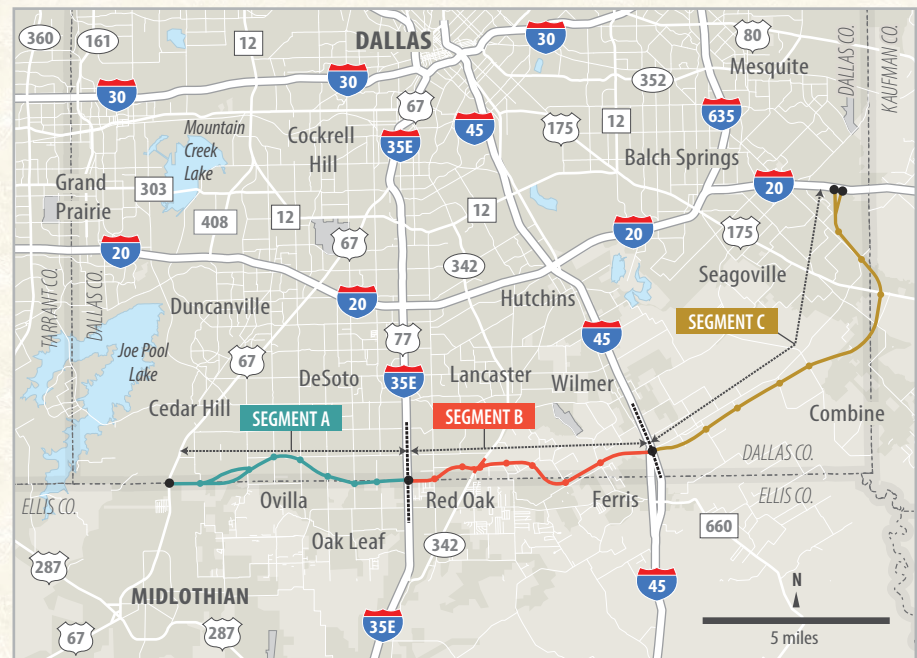 360
161
12
DALLAS
30
80
Mesquite
DALLAS CO.
KAUFMAN CO.
30
30
67
352
Mountain
Creek
Lake
Cockrell
Hill
35E
45
175
12
635
Balch Springs
Grand
Prairie
303
408
12
12
20
67
20
175
20
342
Seagoville
TARRANT CO.
DALLAS CO.
Duncanville
20
Hutchins
Joe Pool
Lake
67
77
45
SEGMENT C
DeSoto
35E
Lancaster
Wilmer
Cedar Hill
SEGMENT A
SEGMENT B
Combine
DALLAS CO.
ELLIS CO.
Ovilla
Red Oak
Ferris
ELLIS CO.
Oak Leaf
342
660
287
MIDLOTHIAN
45
N
67
287
35E
5 miles